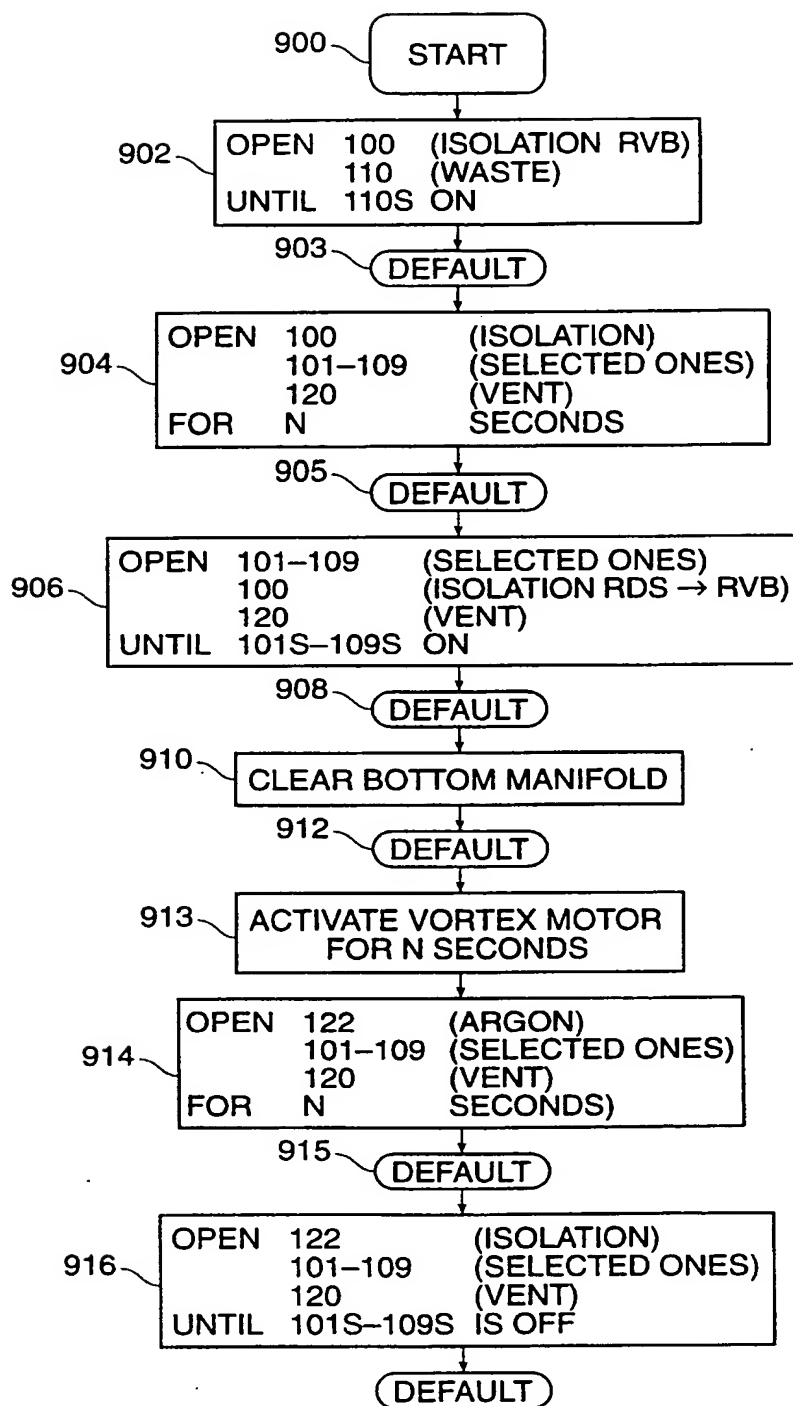 900 START
902 OPEN 100 (ISOLATION RVB)
110 (WASTE)
UNTIL 110S ON
903 DEFAULT
904 OPEN 100 (ISOLATION)
101–109 (SELECTED ONES)
120 (VENT)
FOR N SECONDS
905 DEFAULT
906 OPEN 101–109 (SELECTED ONES)
100 (ISOLATION RDS → RVB)
120 (VENT)
UNTIL 101S–109S ON
908 DEFAULT
910 CLEAR BOTTOM MANIFOLD
912 DEFAULT
913 ACTIVATE VORTEX MOTOR
FOR N SECONDS
914 OPEN 122 (ARGON)
101–109 (SELECTED ONES)
120 (VENT)
FOR N SECONDS)
915 DEFAULT
916 OPEN 122 (ISOLATION)
101–109 (SELECTED ONES)
120 (VENT)
UNTIL 101S–109S IS OFF
DEFAULT